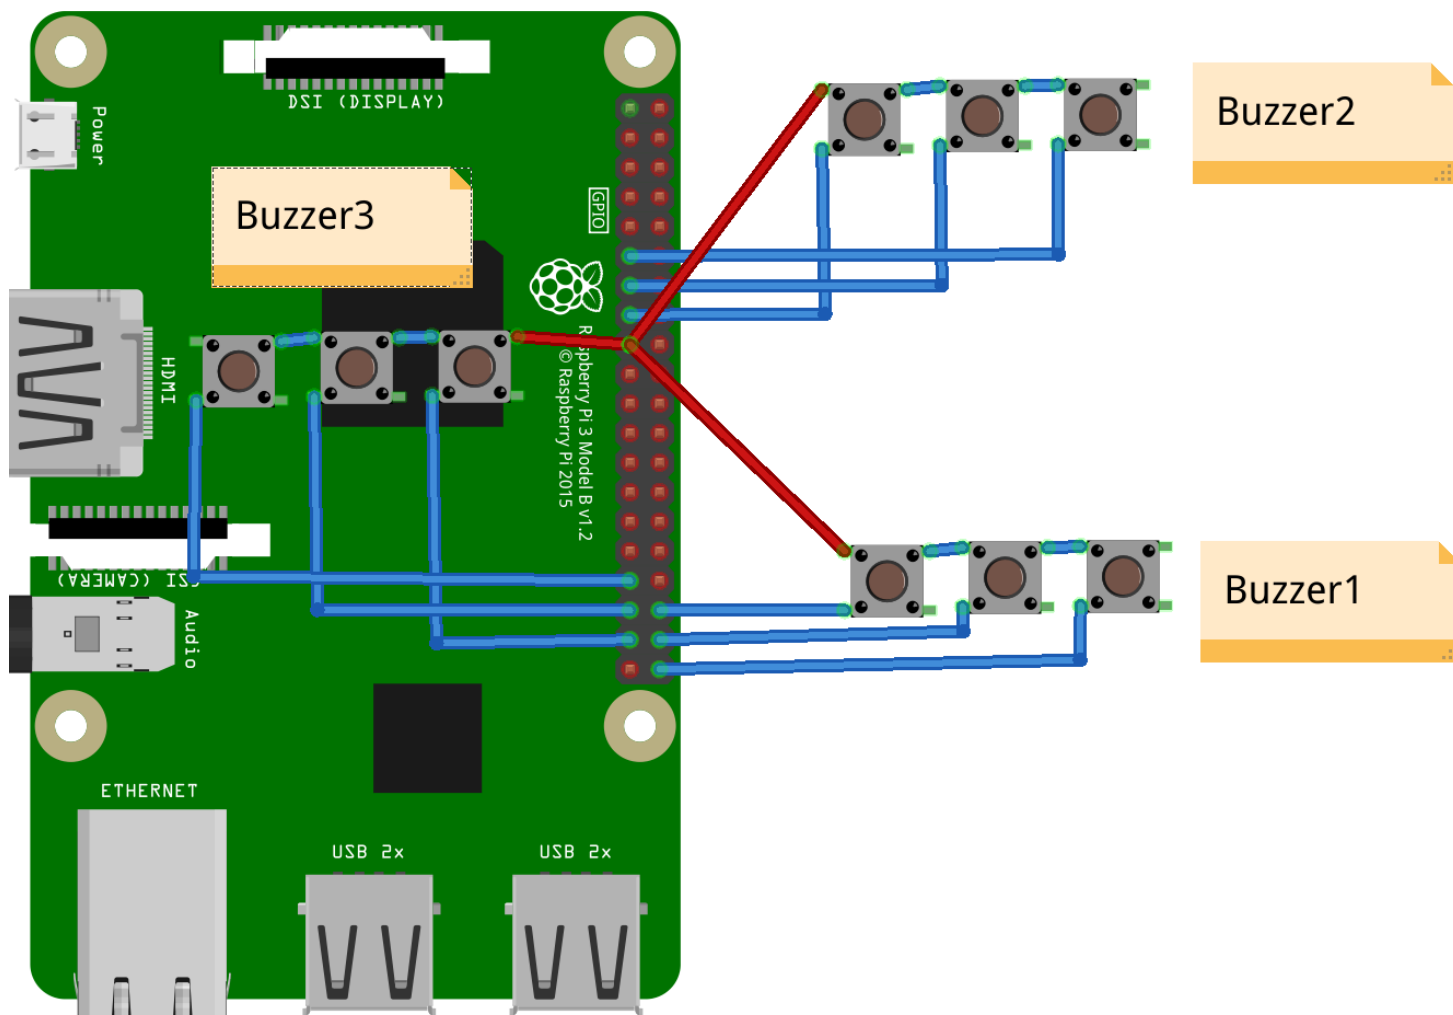 DSI (DISPLAY)
Power
Buzzer2
GPIO
Buzzer3
HDMI
Raspberry Pi 3 Model B v1.2
© Raspberry Pi 2015
Buzzer1
CSI (CAMERA)
Audio
ETHERNET
USB 2x
USB 2x